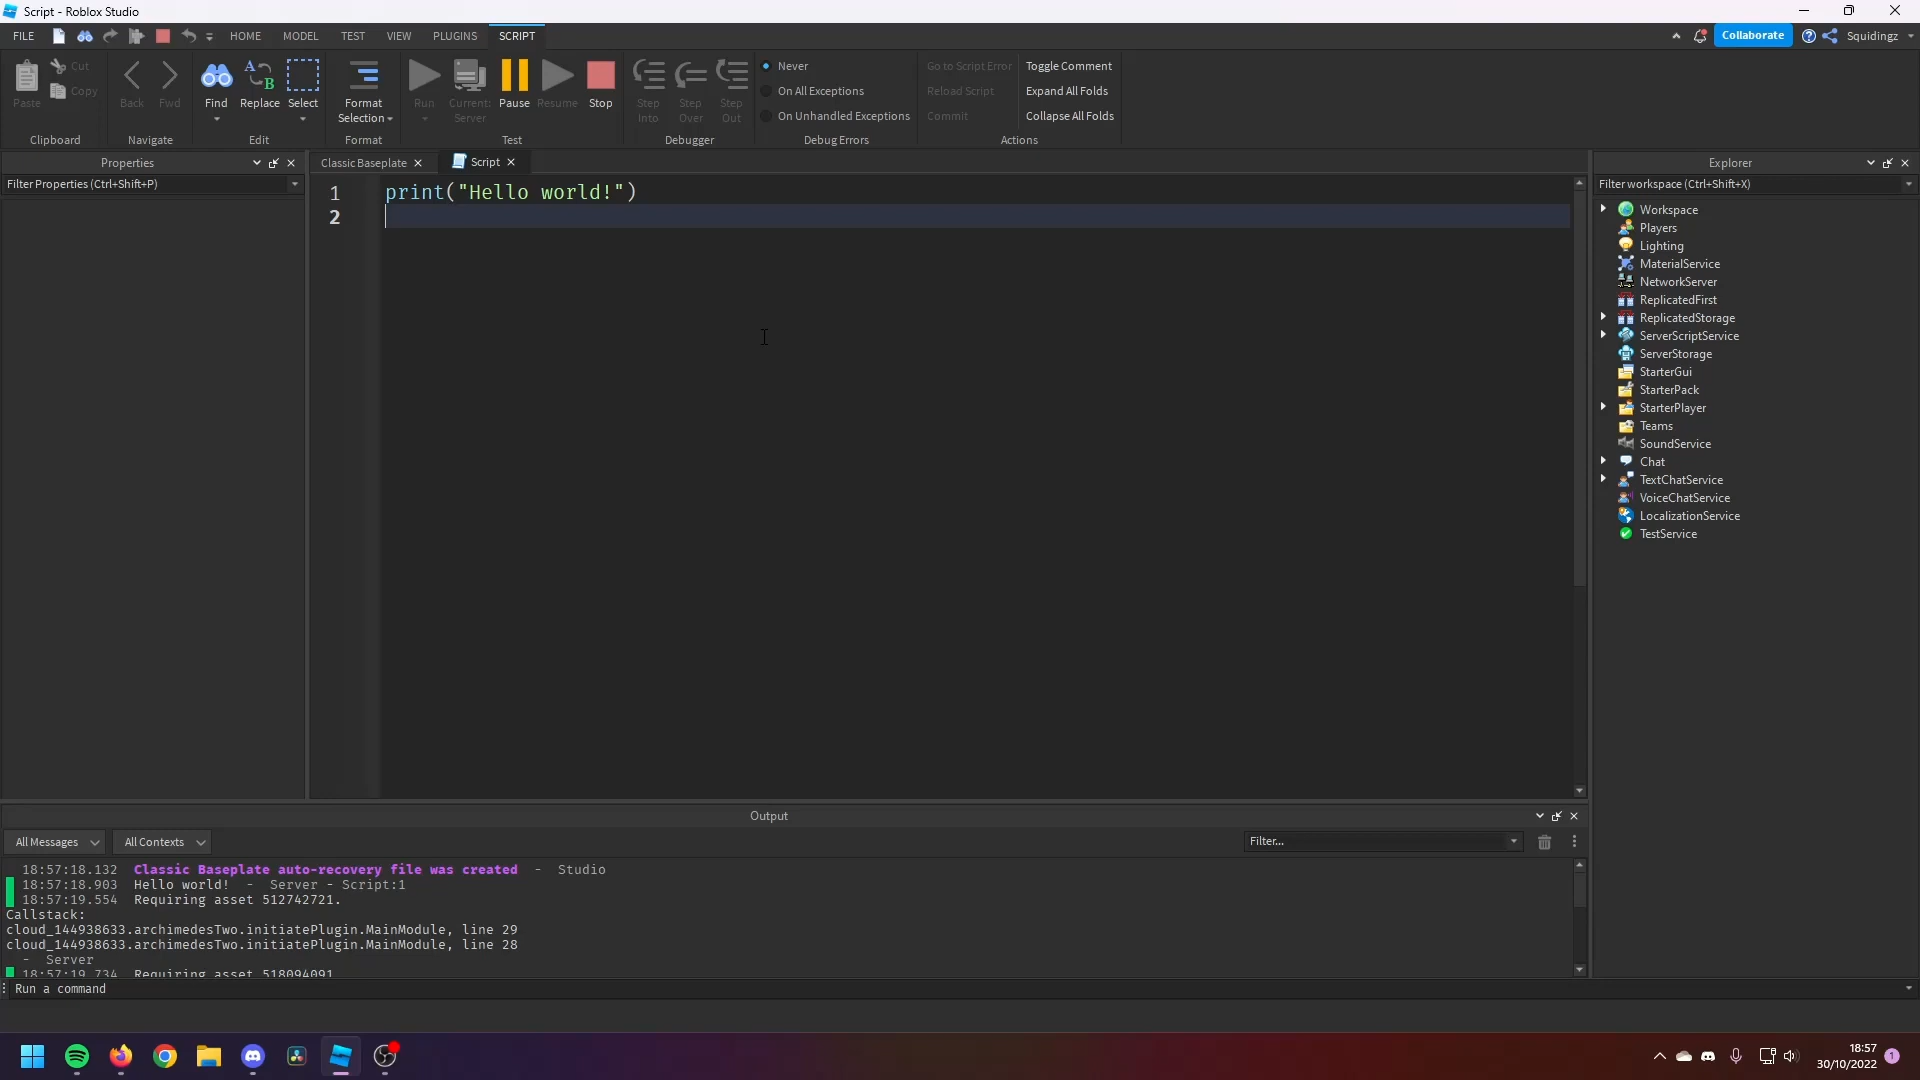 Script - Roblox Studio
FILE HOME MODEL TEST VIEW PLUGINS SCRIPT Collaborate Squidingz
Paste Cut Copy Clipboard
Back Fwd Navigate
Find Replace Select Edit
Format Selection Format
Run Current: Server Pause Resume Stop Test
Step Into Step Over Step Out Debugger
Never
On All Exceptions
On Unhandled Exceptions
Debug Errors
Go to Script Error
Reload Script
Commit
Toggle Comment
Expand All Folds
Collapse All Folds
Actions
Properties
Filter Properties (Ctrl+Shift+P)
Classic Baseplate Script
1 print("Hello world!")
2
Explorer
Filter workspace (Ctrl+Shift+X)
Workspace
Players
Lighting
MaterialService
NetworkServer
ReplicatedFirst
ReplicatedStorage
ServerScriptService
ServerStorage
StarterGui
StarterPack
StarterPlayer
Teams
SoundService
Chat
TextChatService
VoiceChatService
LocalizationService
TestService
Output
All Messages All Contexts Filter...
18:57:18.132 Classic Baseplate auto-recovery file was created - Studio
18:57:18.903 Hello world! - Server - Script:1
18:57:19.554 Requiring asset 512742721.
Callstack:
cloud_144938633.archimedesTwo.initiatePlugin.MainModule, line 29
cloud_144938633.archimedesTwo.initiatePlugin.MainModule, line 28
- Server
18:57:19.734 Requiring asset 518094091
Run a command
18:57
30/10/2022
1